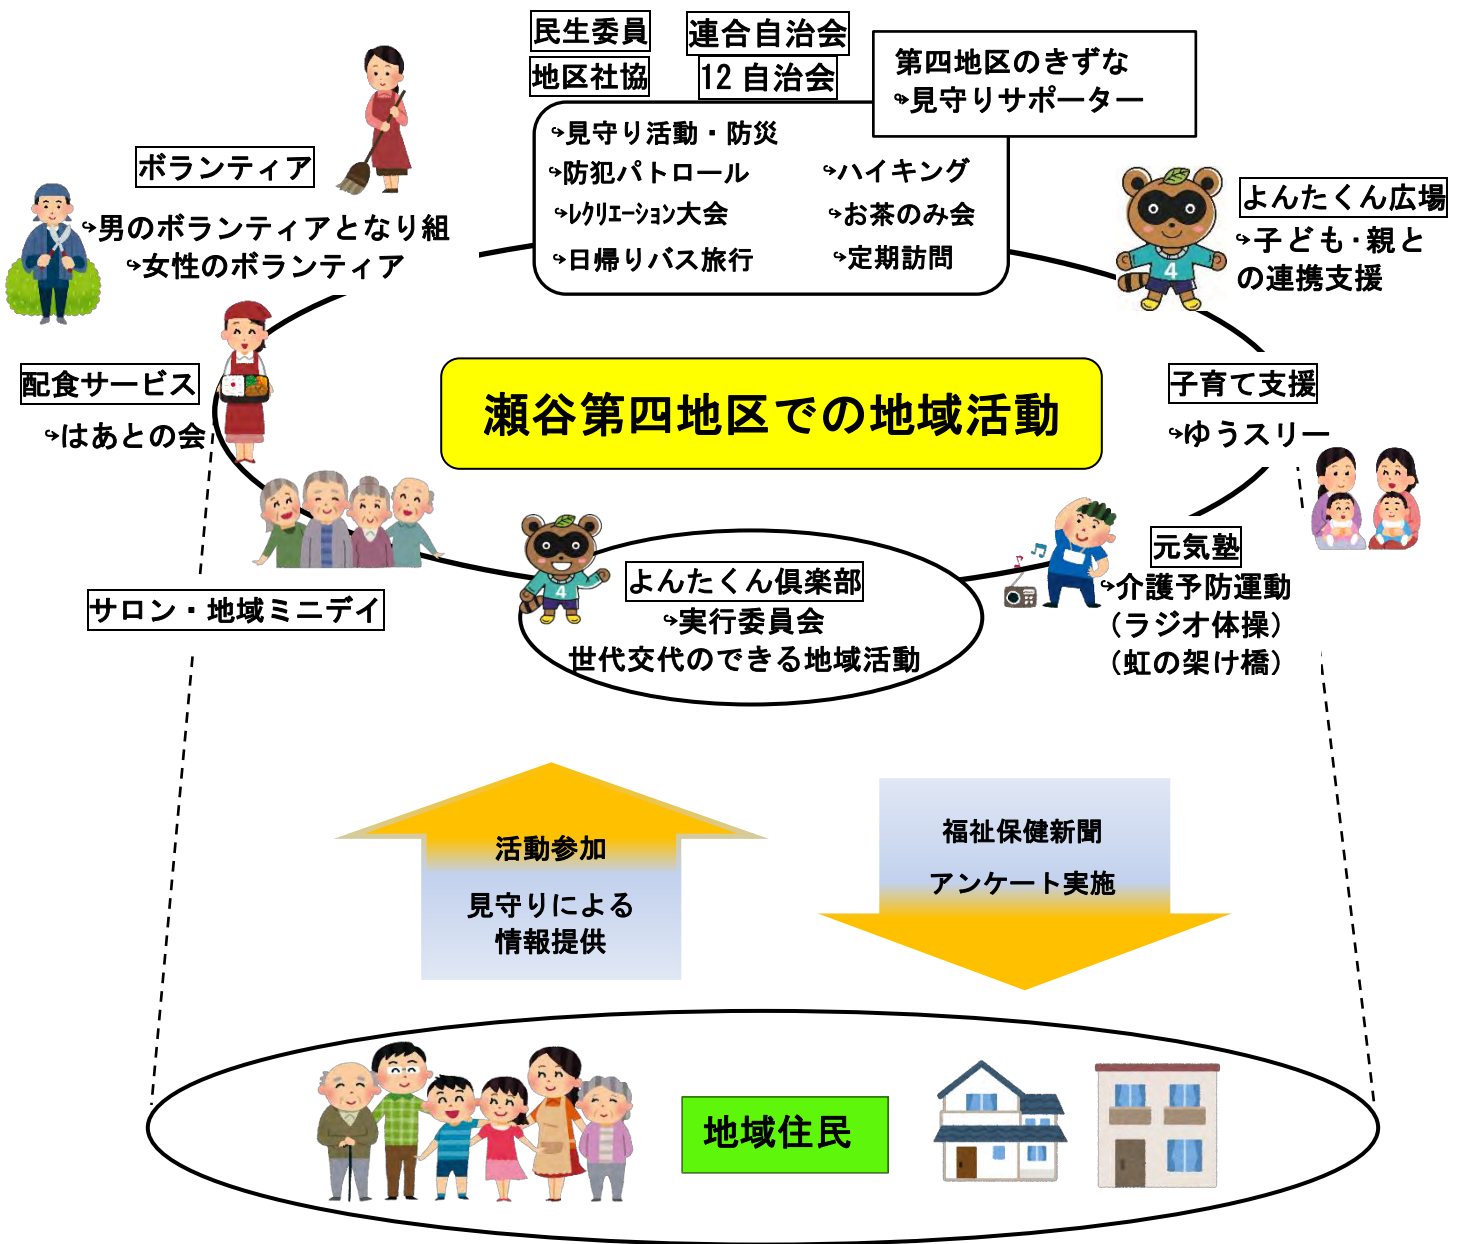 民生委員
地区社協
連合自治会
12 自治会
第四地区のきずな
↪見守りサポーター
↪見守り活動・防災
↪防犯パトロール
↪ﾚｸﾘｴｰｼｮﾝ大会
↪日帰りバス旅行
↪ハイキング
↪お茶のみ会
↪定期訪問
ボランティア
↪男のボランティアとなり組
↪女性のボランティア
よんたくん広場
↪子ども・親と
の連携支援
配食サービス
↪はあとの会
瀬谷第四地区での地域活動
子育て支援
↪ゆうスリー
サロン・地域ミニデイ
よんたくん俱楽部
↪実行委員会
世代交代のできる地域活動
元気塾
↪介護予防運動
（ラジオ体操）
（虹の架け橋）
4
4
活動参加
見守りによる
情報提供
福祉保健新聞
アンケート実施
地域住民